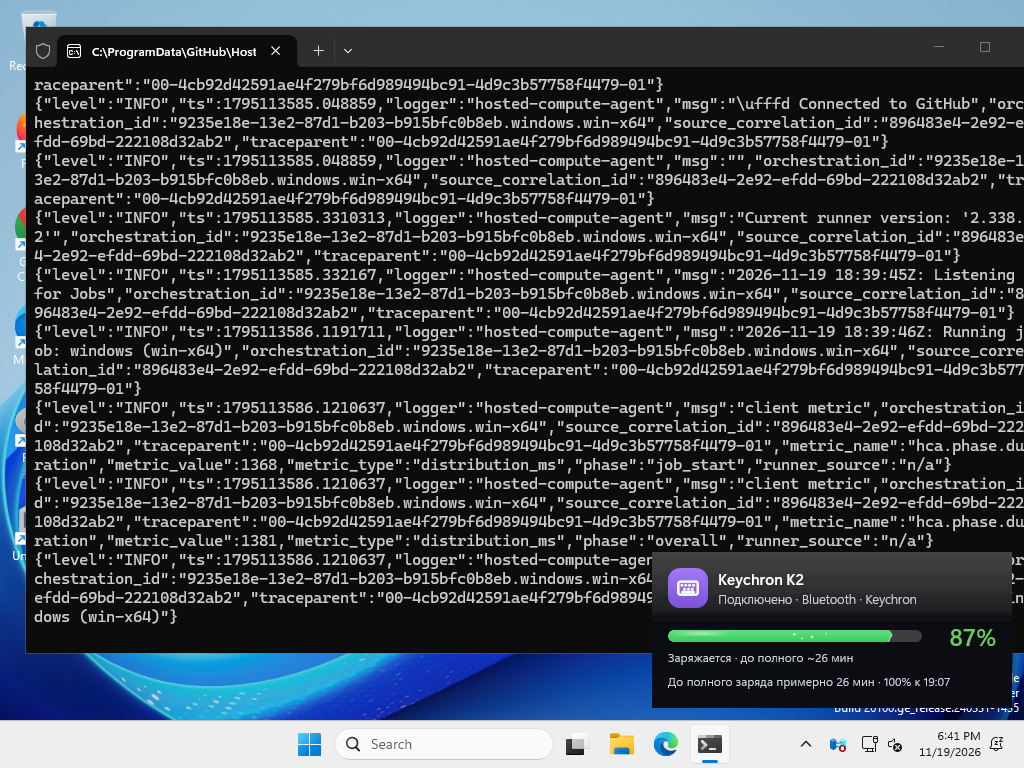 C:\ProgramData\GitHub\Host
raceparent":"00-4cb92d42591ae4f279bf6d989494bc91-4d9c3b57758f4479-01"}
{"level":"INFO","ts":1795113585.048859,"logger":"hosted-compute-agent","msg":"\ufffd Connected to GitHub","orc
hestration_id":"9235e18e-13e2-87d1-b203-b915bfc0b8eb.windows.win-x64","source_correlation_id":"896483e4-2e92-e
fdd-69bd-222108d32ab2","traceparent":"00-4cb92d42591ae4f279bf6d989494bc91-4d9c3b57758f4479-01"}
{"level":"INFO","ts":1795113585.048859,"logger":"hosted-compute-agent","msg":"","orchestration_id":"9235e18e-1
3e2-87d1-b203-b915bfc0b8eb.windows.win-x64","source_correlation_id":"896483e4-2e92-efdd-69bd-222108d32ab2","tr
aceparent":"00-4cb92d42591ae4f279bf6d989494bc91-4d9c3b57758f4479-01"}
{"level":"INFO","ts":1795113585.3310313,"logger":"hosted-compute-agent","msg":"Current runner version: '2.338.
2'","orchestration_id":"9235e18e-13e2-87d1-b203-b915bfc0b8eb.windows.win-x64","source_correlation_id":"896483e
4-2e92-efdd-69bd-222108d32ab2","traceparent":"00-4cb92d42591ae4f279bf6d989494bc91-4d9c3b57758f4479-01"}
{"level":"INFO","ts":1795113585.332167,"logger":"hosted-compute-agent","msg":"2026-11-19 18:39:45Z: Listening
for Jobs","orchestration_id":"9235e18e-13e2-87d1-b203-b915bfc0b8eb.windows.win-x64","source_correlation_id":"8
96483e4-2e92-efdd-69bd-222108d32ab2","traceparent":"00-4cb92d42591ae4f279bf6d989494bc91-4d9c3b57758f4479-01"}
{"level":"INFO","ts":1795113586.1191711,"logger":"hosted-compute-agent","msg":"2026-11-19 18:39:46Z: Running j
ob: windows (win-x64)","orchestration_id":"9235e18e-13e2-87d1-b203-b915bfc0b8eb.windows.win-x64","source_corre
lation_id":"896483e4-2e92-efdd-69bd-222108d32ab2","traceparent":"00-4cb92d42591ae4f279bf6d989494bc91-4d9c3b577
58f4479-01"}
{"level":"INFO","ts":1795113586.1210637,"logger":"hosted-compute-agent","msg":"client metric","orchestration_i
d":"9235e18e-13e2-87d1-b203-b915bfc0b8eb.windows.win-x64","source_correlation_id":"896483e4-2e92-efdd-69bd-222
108d32ab2","traceparent":"00-4cb92d42591ae4f279bf6d989494bc91-4d9c3b57758f4479-01","metric_name":"hca.phase.du
ration","metric_value":1368,"metric_type":"distribution_ms","phase":"job_start","runner_source":"n/a"}
{"level":"INFO","ts":1795113586.1210637,"logger":"hosted-compute-agent","msg":"client metric","orchestration_i
d":"9235e18e-13e2-87d1-b203-b915bfc0b8eb.windows.win-x64","source_correlation_id":"896483e4-2e92-efdd-69bd-222
108d32ab2","traceparent":"00-4cb92d42591ae4f279bf6d989494bc91-4d9c3b57758f4479-01","metric_name":"hca.phase.du
ration","metric_value":1381,"metric_type":"distribution_ms","phase":"overall","runner_source":"n/a"}
{"level":"INFO","ts":1795113586.1210637,"logger":"hosted-compute-agen
chestration_id":"9235e18e-13e2-87d1-b203-b915bfc0b8eb.windows.win-x64
efdd-69bd-222108d32ab2","traceparent":"00-4cb92d42591ae4f279bf6d98949
dows (win-x64)"}
Keychron K2
Подключено · Bluetooth · Keychron
87%
Заряжается · до полного ~26 мин
До полного заряда примерно 26 мин · 100% к 19:07
Search
6:41 PM
11/19/2026